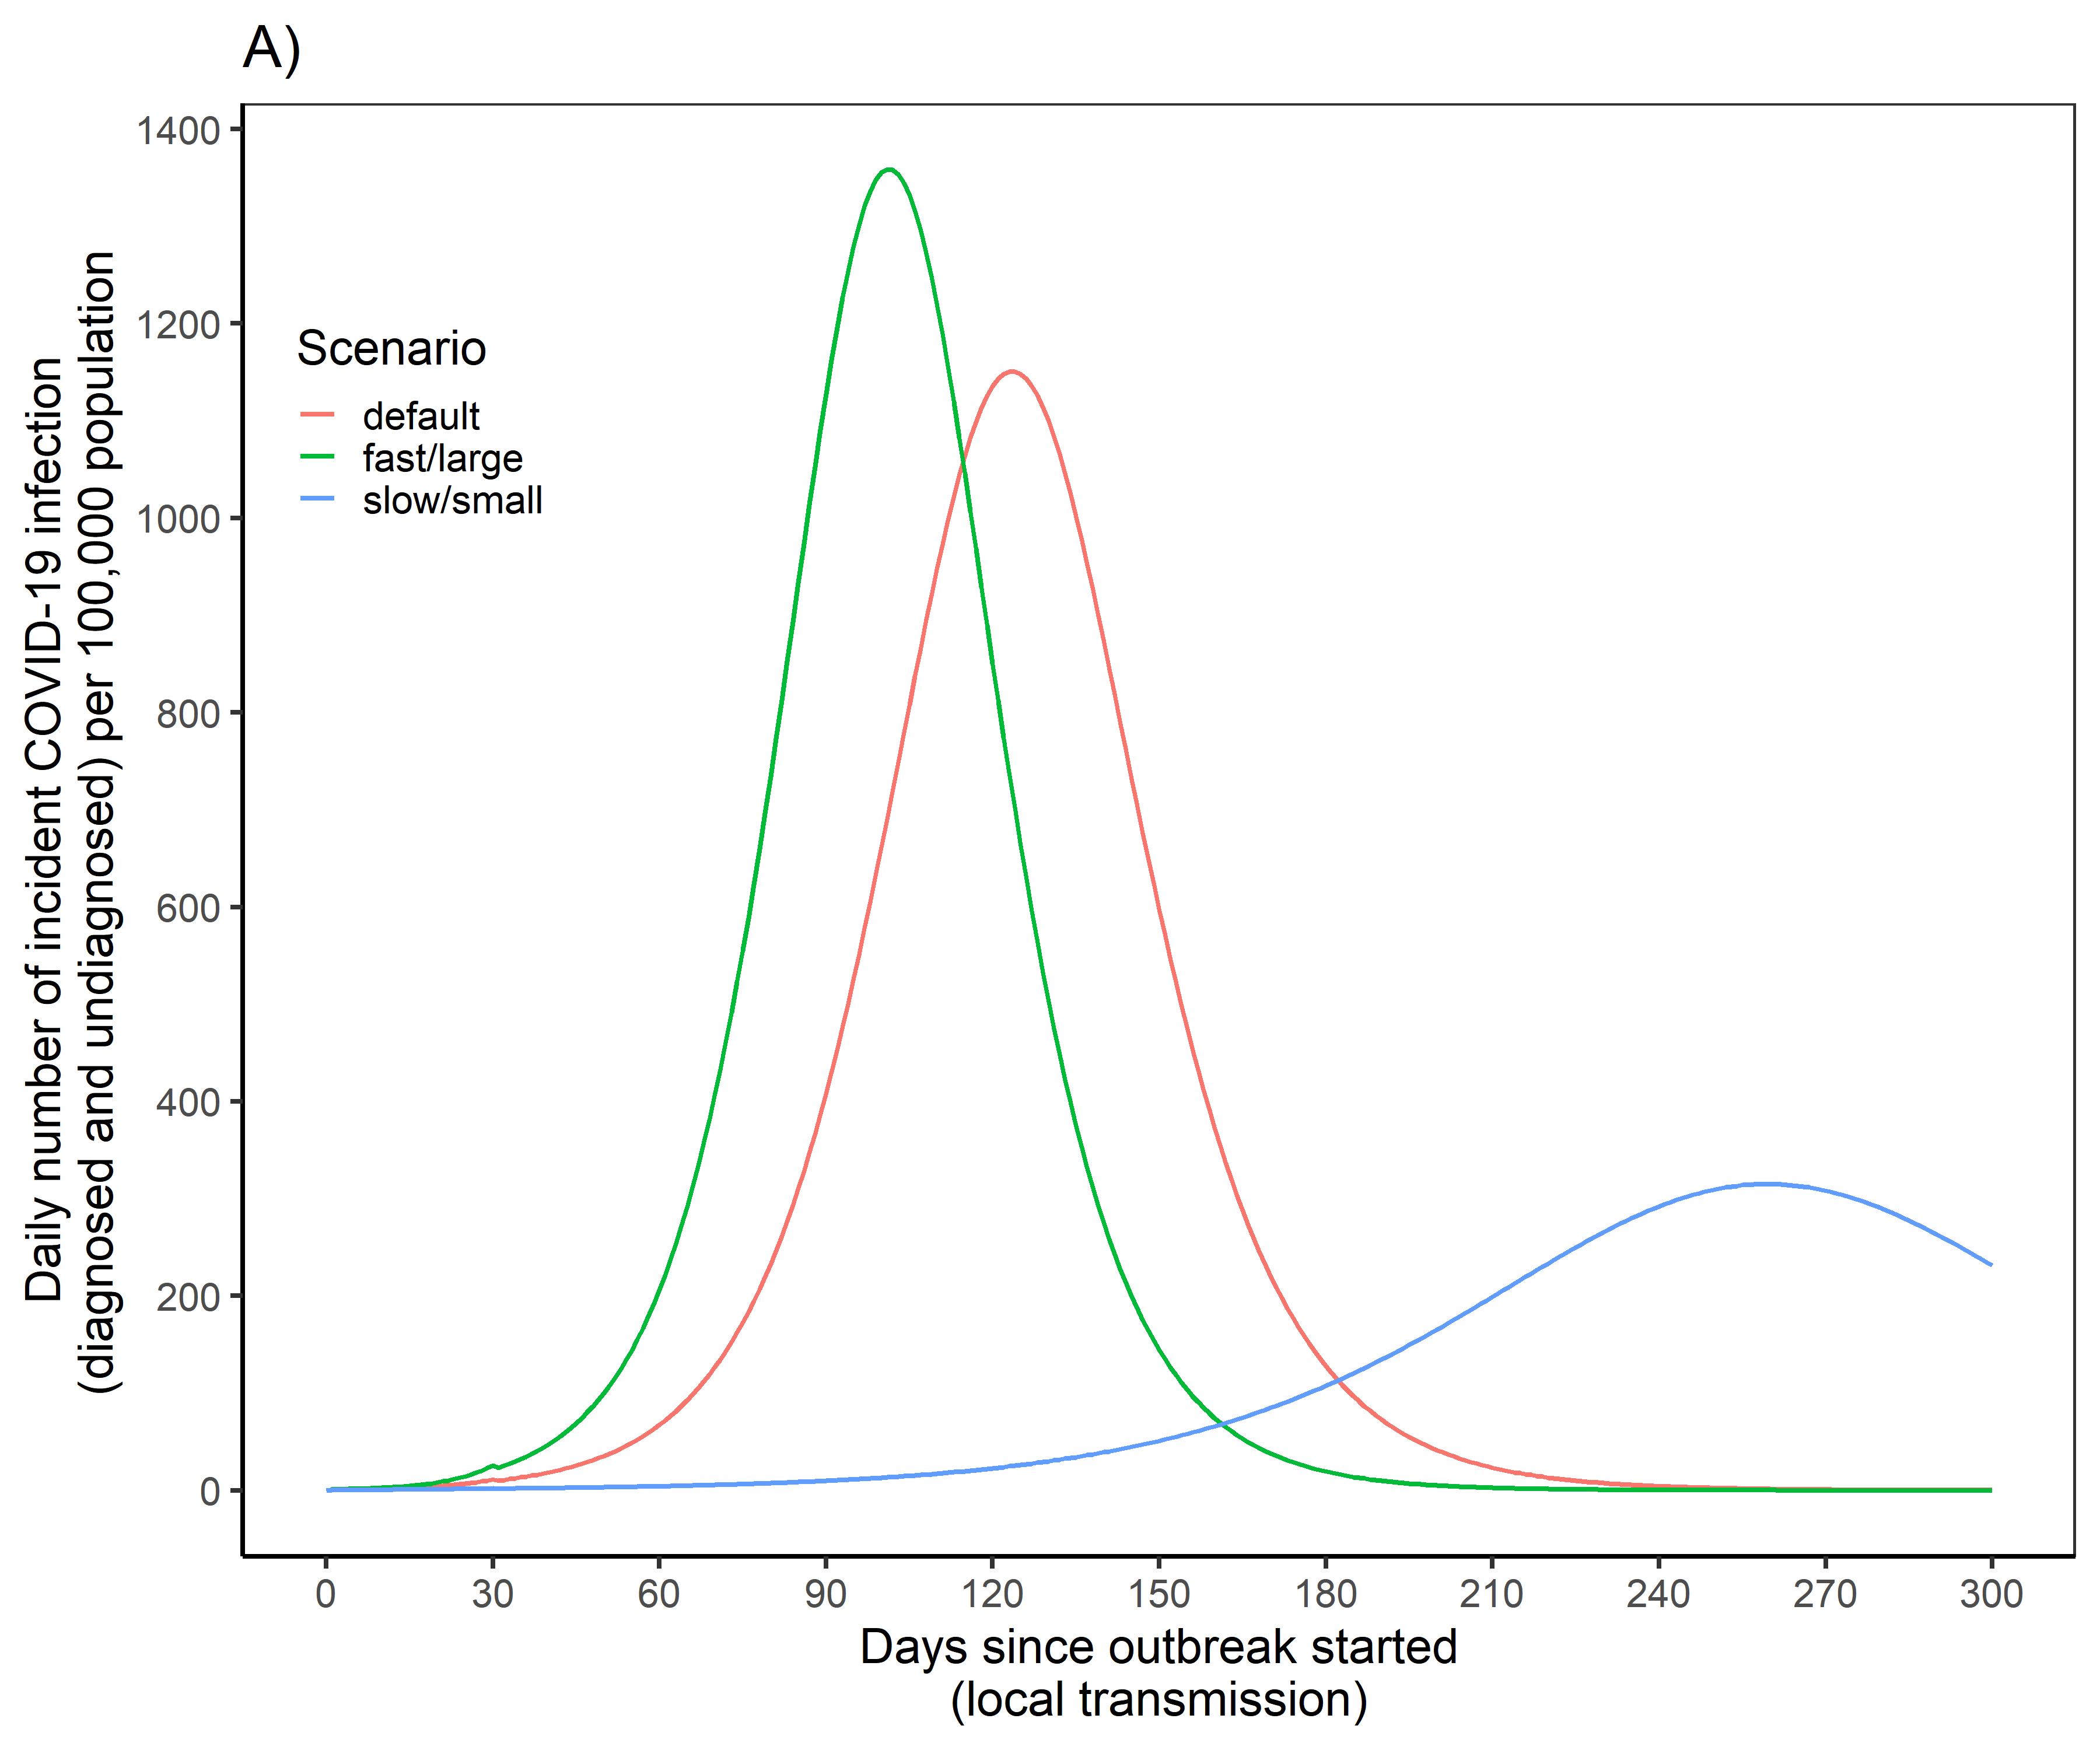 A)
Daily number of incident COVID-19 infection
(diagnosed and undiagnosed) per 100,000 population
1400
1200
1000
800
600
400
200
0
Scenario
default
fast/large
slow/small
0 30 60 90 120 150 180 210 240 270 300
Days since outbreak started
(local transmission)